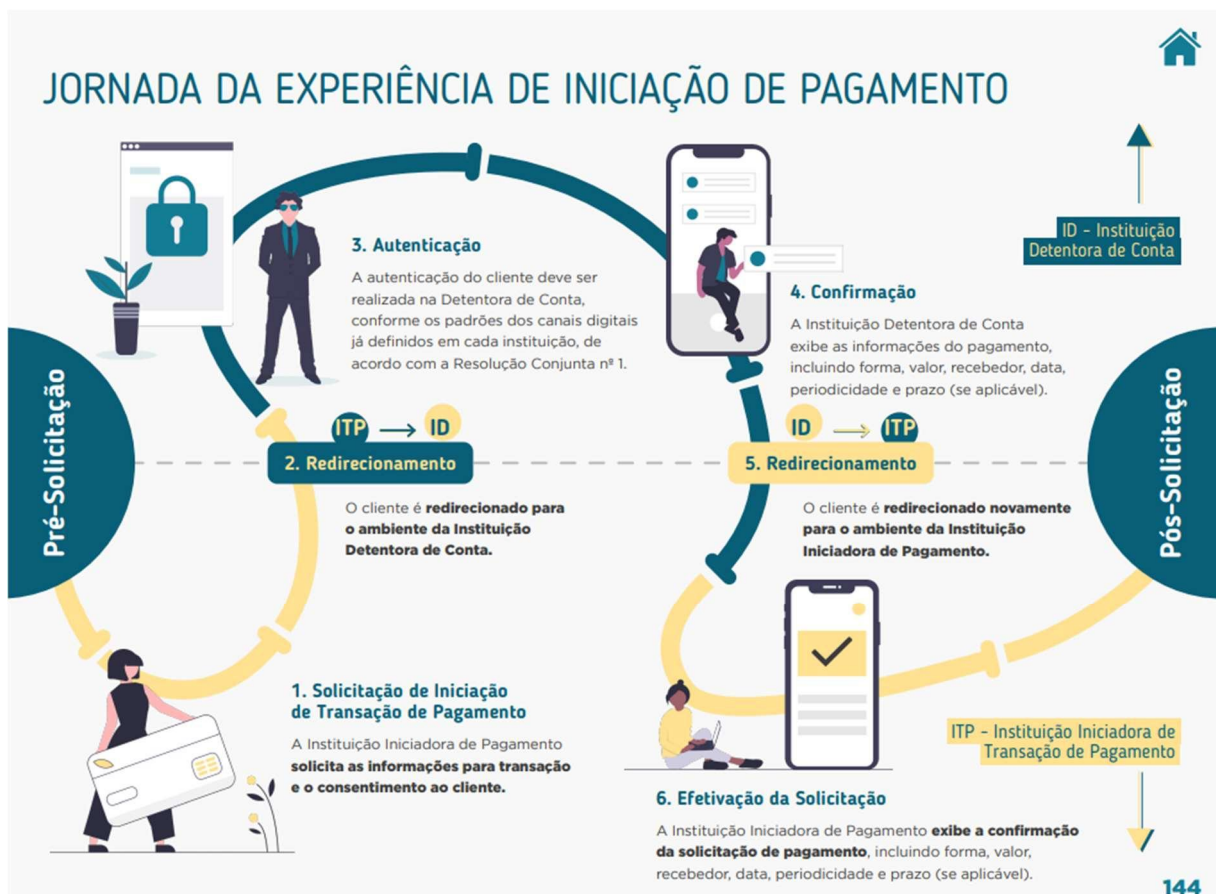 JORNADA DA EXPERIÊNCIA DE INICIAÇÃO DE PAGAMENTO
ID - Instituição
Detentora de Conta
Pré-Solicitação
1. Solicitação de Iniciação
de Transação de Pagamento
A Instituição Iniciadora de Pagamento
solicita as informações para transação
e o consentimento ao cliente.
ITP
ID
2. Redirecionamento
O cliente é redirecionado para
o ambiente da Instituição
Detentora de Conta.
3. Autenticação
A autenticação do cliente deve ser
realizada na Detentora de Conta,
conforme os padrões dos canais digitais
já definidos em cada instituição, de
acordo com a Resolução Conjunta nº 1.
4. Confirmação
A Instituição Detentora de Conta
exibe as informações do pagamento,
incluindo forma, valor, recebedor, data,
periodicidade e prazo (se aplicável).
ID
ITP
5. Redirecionamento
O cliente é redirecionado novamente
para o ambiente da Instituição
Iniciadora de Pagamento.
6. Efetivação da Solicitação
A Instituição Iniciadora de Pagamento exibe a confirmação
da solicitação de pagamento, incluindo forma, valor,
recebedor, data, periodicidade e prazo (se aplicável).
Pós-Solicitação
ITP - Instituição Iniciadora de
Transação de Pagamento
144